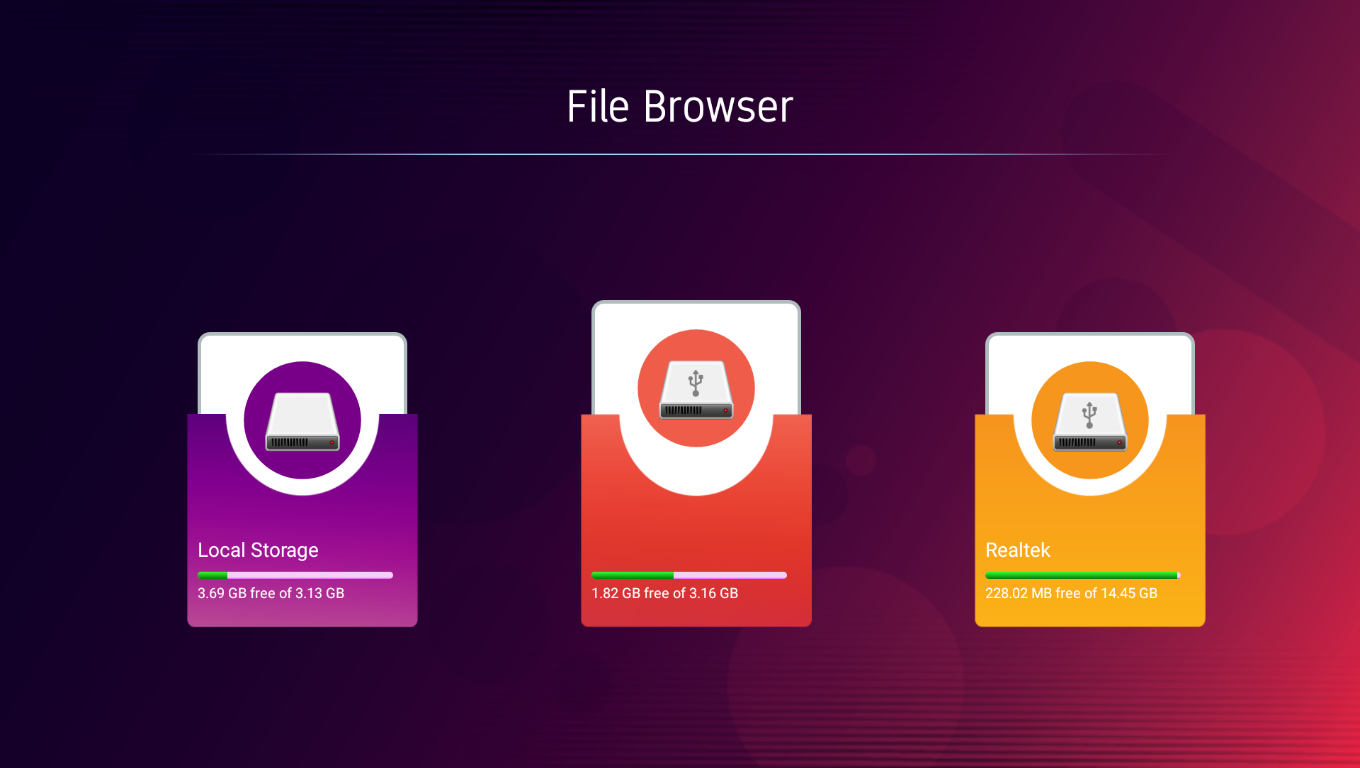 File Browser
Local Storage
3.69 GB free of 3.13 GB
1.82 GB free of 3.16 GB
Realtek
228.02 MB free of 14.45 GB